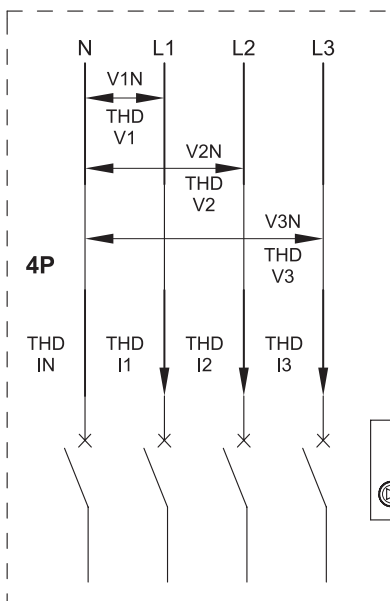 N L1 L2 L3
V1N
THD
V1
V2N
THD
V2
V3N
THD
V3
4P
THD THD THD THD
IN I1 I2 I3